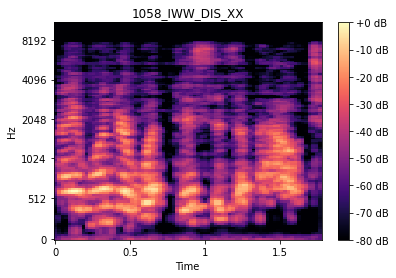 1058_IWW_DIS_XX
8192
4096
2048
1024
512
0
Hz
0
0.5
1
1.5
Time
+0 dB
-10 dB
-20 dB
-30 dB
-40 dB
-50 dB
-60 dB
-70 dB
-80 dB